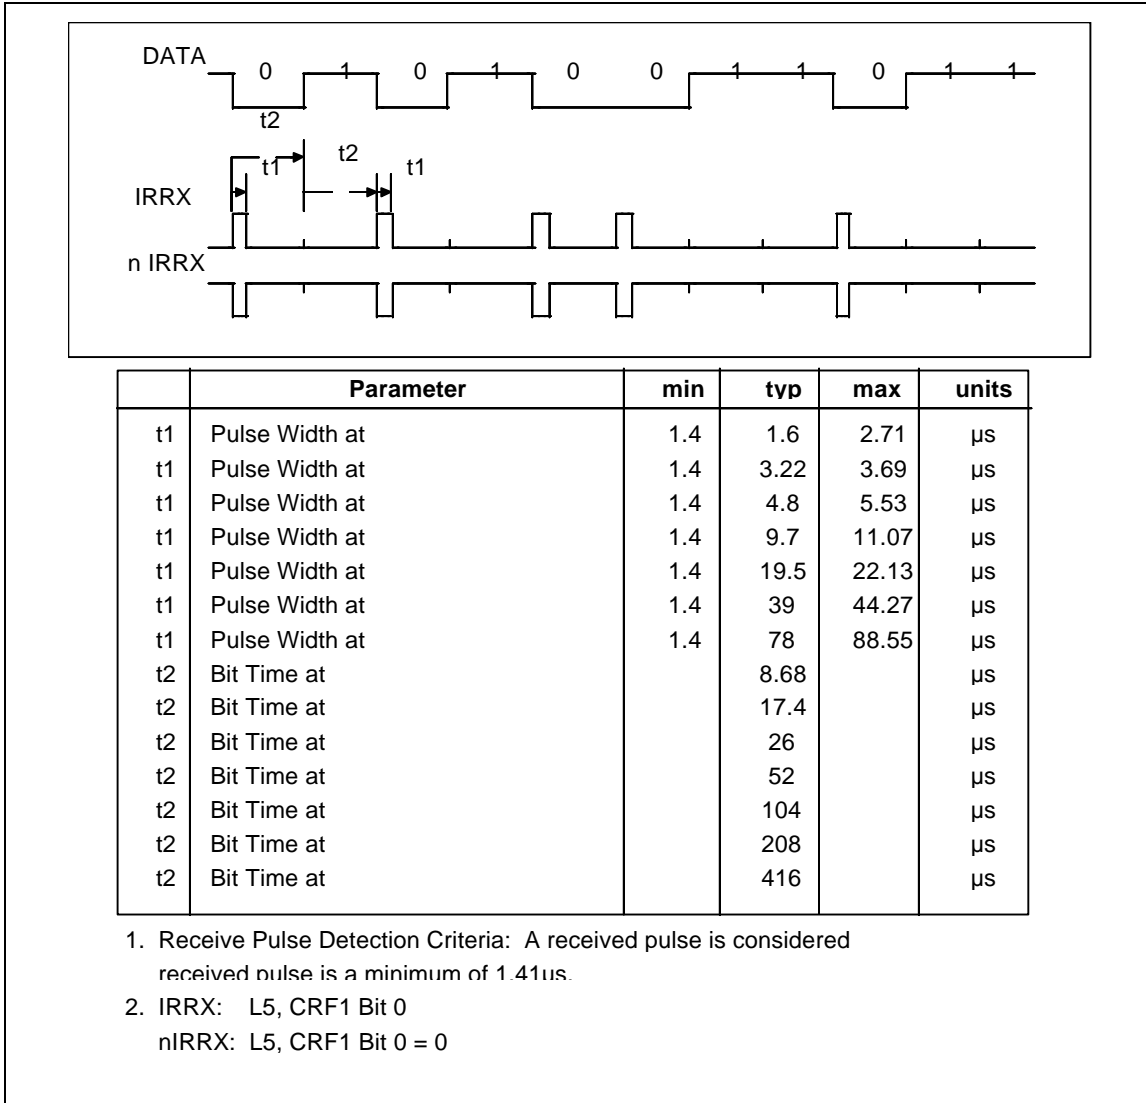 DATA 0 1 0 1 0 0 1 1 0 1 1
t2
t1 t2 t1
IRRX
n IRRX
Parameter min typ max units
t1 Pulse Width at 1.4 1.6 2.71 µs
t1 Pulse Width at 1.4 3.22 3.69 µs
t1 Pulse Width at 1.4 4.8 5.53 µs
t1 Pulse Width at 1.4 9.7 11.07 µs
t1 Pulse Width at 1.4 19.5 22.13 µs
t1 Pulse Width at 1.4 39 44.27 µs
t1 Pulse Width at 1.4 78 88.55 µs
t2 Bit Time at 8.68 µs
t2 Bit Time at 17.4 µs
t2 Bit Time at 26 µs
t2 Bit Time at 52 µs
t2 Bit Time at 104 µs
t2 Bit Time at 208 µs
t2 Bit Time at 416 µs
1. Receive Pulse Detection Criteria: A received pulse is considered
received pulse is a minimum of 1.41µs.
2. IRRX: L5, CRF1 Bit 0
nIRRX: L5, CRF1 Bit 0 = 0